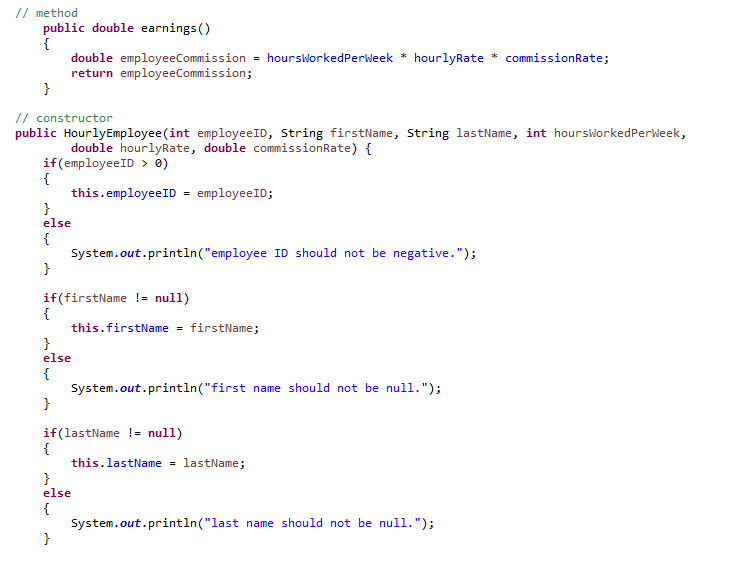 // method
public double earnings()
{
double employeeCommission = hoursWorkedPerWeek * hourlyRate * commissionRate;
return employeeCommission;
}
// constructor
public HourlyEmployee(int employeeID, String firstName, String lastName, int hoursWorkedPerWeek,
double hourlyRate, double commissionRate) {
if(employeeID > 0)
{
this.employeeID = employeeID;
}
else
{
System.out.println("employee ID should not be negative.");
}
if(firstName != null)
{
this.firstName = firstName;
}
else
{
System.out.println("first name should not be null.");
}
if(lastName != null)
{
this.lastName = lastName;
}
else
{
System.out.println("last name should not be null.");
}